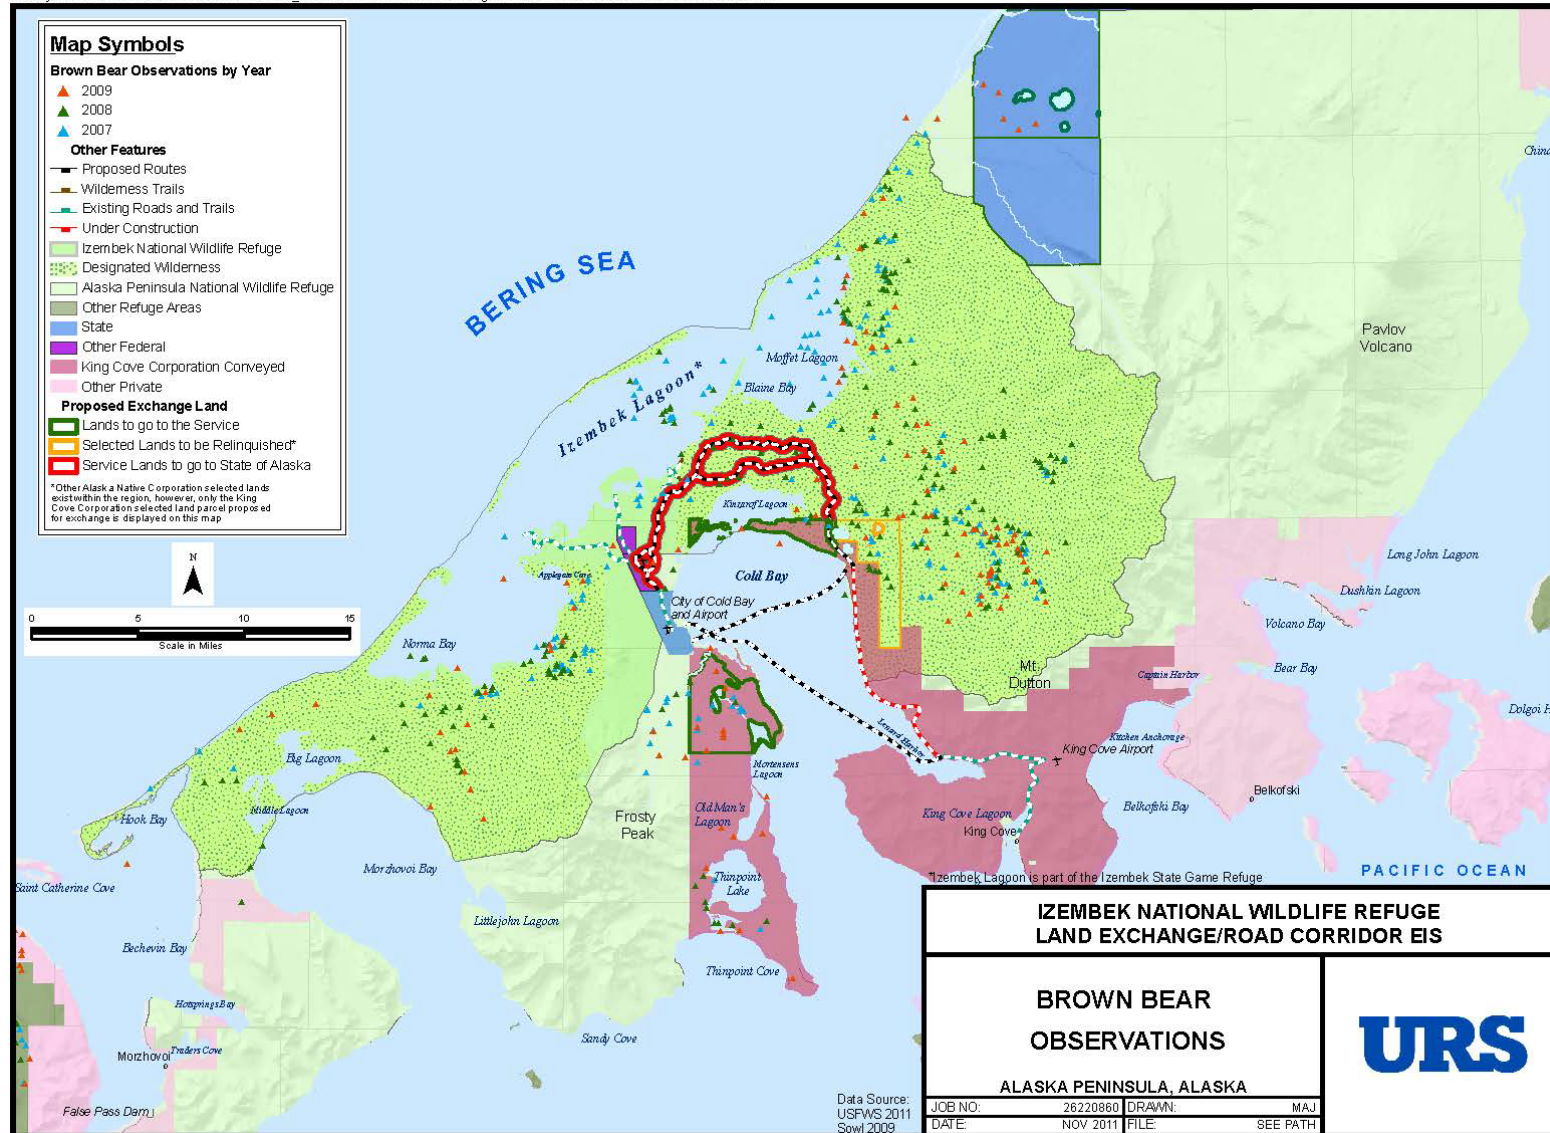 Map Symbols
Brown Bear Observations by Year
2009
2008
2007
Other Features
Proposed Routes
Wilderness Trails
Existing Roads and Trails
Under Construction
Izembek National Wildlife Refuge
Designated Wilderness
Alaska Peninsula National Wildlife Refuge
Other Refuge Areas
State
Other Federal
King Cove Corporation Conveyed
Other Private
Proposed Exchange Land
Lands to go to the Service
Selected Lands to be Relinquished*
Service Lands to go to State of Alaska
*Other Alaska Native Corporation selected lands
exist within the region, however, only the King
Cove Corporation selected land parcel proposed
for exchange is displayed on this map
N
0 5 10 15
Scale in Miles
BERING SEA
Pavlov
Volcano
Moffet Lagoon
Blaine Bay
Izembek Lagoon*
Kinzarof Lagoon
Applegate Cove
Cold Bay
City of Cold Bay
and Airport
Norma Bay
Long John Lagoon
Dushkin Lagoon
Volcano Bay
Bear Bay
Mt.
Dutton
Captain Harbor
Dolgoi H
Kitchen Anchorage
Lenard Harbor
King Cove Airport
Big Lagoon
Mortensens
Lagoon
Belkofski
Belkofski Bay
Middle Lagoon
Hook Bay
Frosty
Peak
Old Man's
Lagoon
King Cove Lagoon
King Cove
Morzhovoi Bay
Saint Catherine Cove
Thinpoint
Lake
PACIFIC OCEAN
*Izembek Lagoon is part of the Izembek State Game Refuge
Littlejohn Lagoon
Bechevin Bay
Thinpoint Cove
Hotsprings Bay
Sandy Cove
Morzhovoi
Traders Cove
False Pass Dam
Data Source:
USFWS 2011
Sowl 2009
IZEMBEK NATIONAL WILDLIFE REFUGE
LAND EXCHANGE/ROAD CORRIDOR EIS
BROWN BEAR
OBSERVATIONS
ALASKA PENINSULA, ALASKA
JOB NO: 26220860 DRAWN: MAJ
DATE: NOV 2011 FILE: SEE PATH
URS